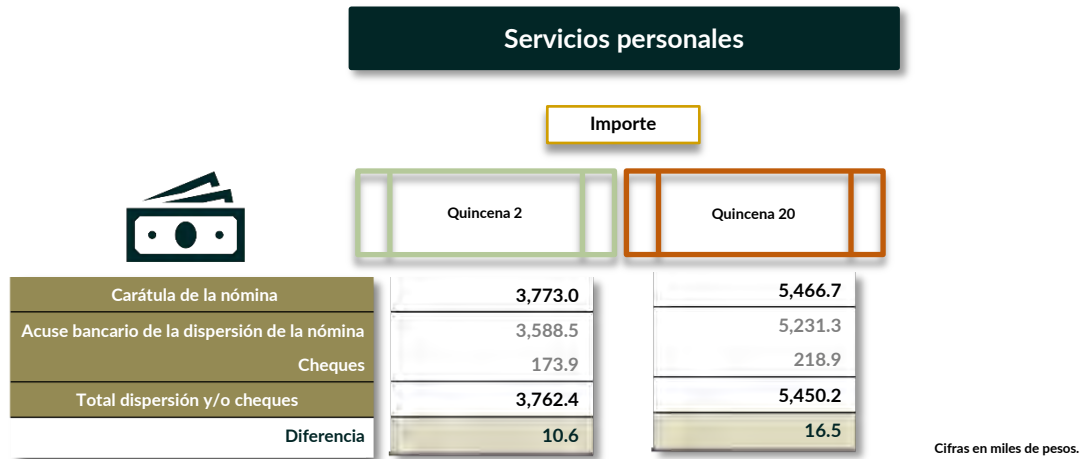 Servicios personales
Importe
Quincena 2
Quincena 20
Carátula de la nómina 3,773.0 5,466.7
Acuse bancario de la dispersión de la nómina 3,588.5 5,231.3
Cheques 173.9 218.9
Total dispersión y/o cheques 3,762.4 5,450.2
Diferencia 10.6 16.5
Cifras en miles de pesos.